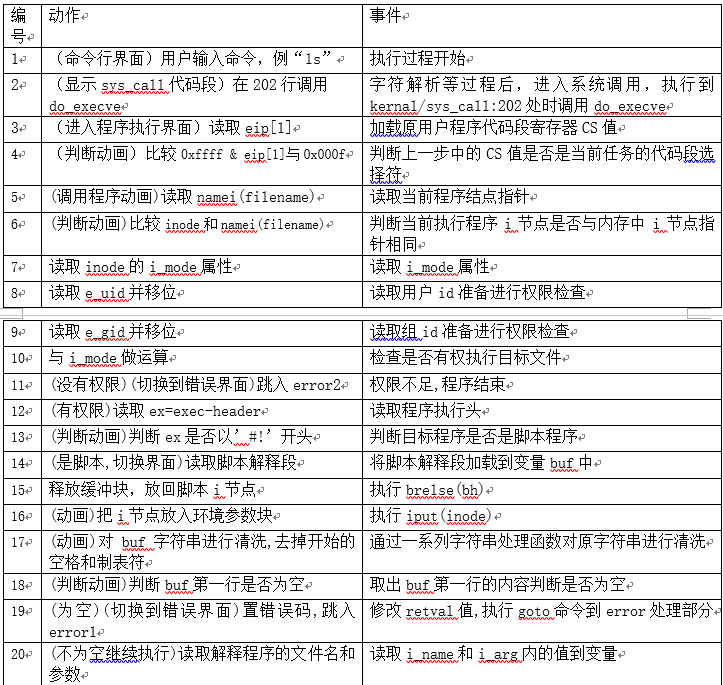 编号 动作 事件
1 （命令行界面）用户输入命令，例“ls” 执行过程开始
2 （显示 sys_call 代码段）在 202 行调用 字符解析等过程后，进入系统调用，执行到
do_execve kernal/sys_call:202 处时调用 do_execve
3 （进入程序执行界面）读取 eip[1] 加载原用户程序代码段寄存器 CS 值
4 （判断动画）比较 0xffff & eip[1]与 0x000f 判断上一步中的 CS 值是否是当前任务的代码段选
择符
5 (调用程序动画)读取 namei(filename) 读取当前程序结点指针
6 (判断动画)比较 inode 和 namei(filename) 判断当前执行程序 i 节点是否与内存中 i 节点指
针相同
7 读取 inode 的 i_mode 属性 读取 i_mode 属性
8 读取 e_uid 并移位 读取用户 id 准备进行权限检查
9 读取 e_gid 并移位 读取组 id 准备进行权限检查
10 与 i_mode 做运算 检查是否有权执行目标文件
11 (没有权限)(切换到错误界面)跳入 error2 权限不足,程序结束
12 (有权限)读取 ex=exec-header 读取程序执行头
13 (判断动画)判断 ex 是否以’#!’开头 判断目标程序是否是脚本程序
14 (是脚本,切换界面)读取脚本解释段 将脚本解释段加载到变量 buf 中
15 释放缓冲块，放回脚本 i 节点 执行 brelse(bh)
16 (动画)把 i 节点放入环境参数块 执行 iput(inode)
17 (动画)对 buf 字符串进行清洗,去掉开始的 通过一系列字符串处理函数对原字符串进行清洗
空格和制表符
18 (判断动画)判断 buf 第一行是否为空 取出 buf 第一行的内容判断是否为空
19 (为空)(切换到错误界面)置错误码,跳入 修改 retval 值,执行 goto 命令到 error 处理部分
error1
20 (不为空继续执行)读取解释程序的文件名和 读取 i_name 和 i_arg 内的值到变量
参数